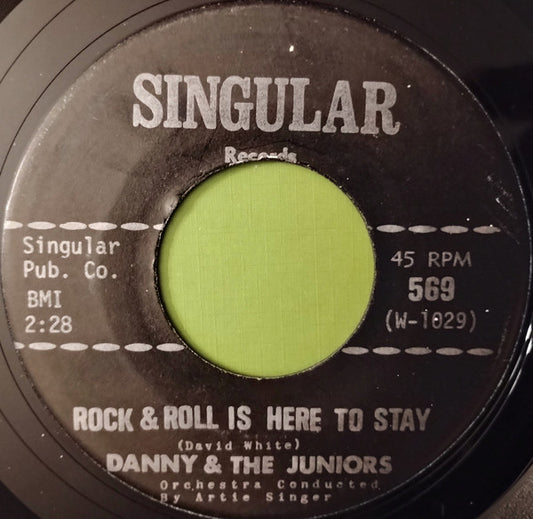 SINGULAR
Records
Singular
Pub. Co.
BMI
2:28
45 RPM
569
(W-1029)
ROCK & ROLL IS HERE TO STAY
(David White)
DANNY & THE JUNIORS
Orchestra Conducted
By Artie Singer